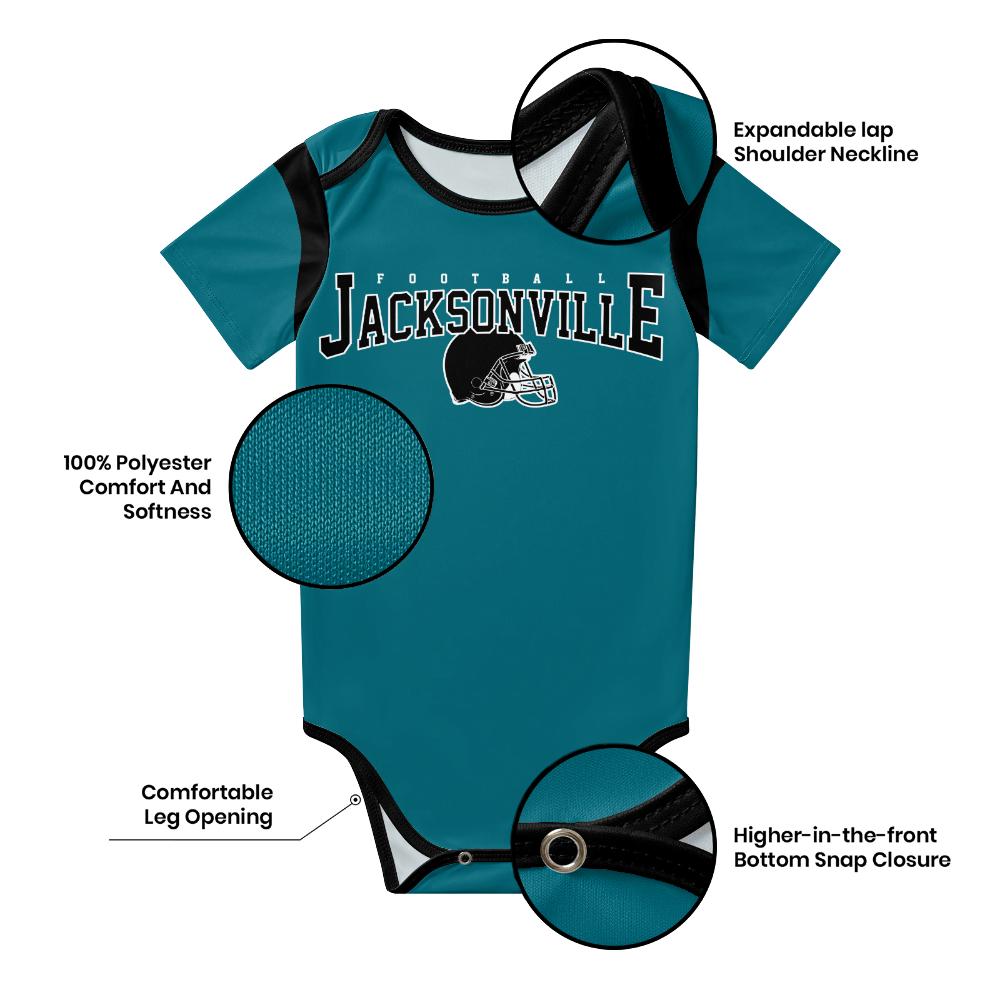 Expandable lap
Shoulder Neckline
FOOTBALL
JACKSONVILLE
100% Polyester
Comfort And
Softness
Comfortable
Leg Opening
Higher-in-the-front
Bottom Snap Closure